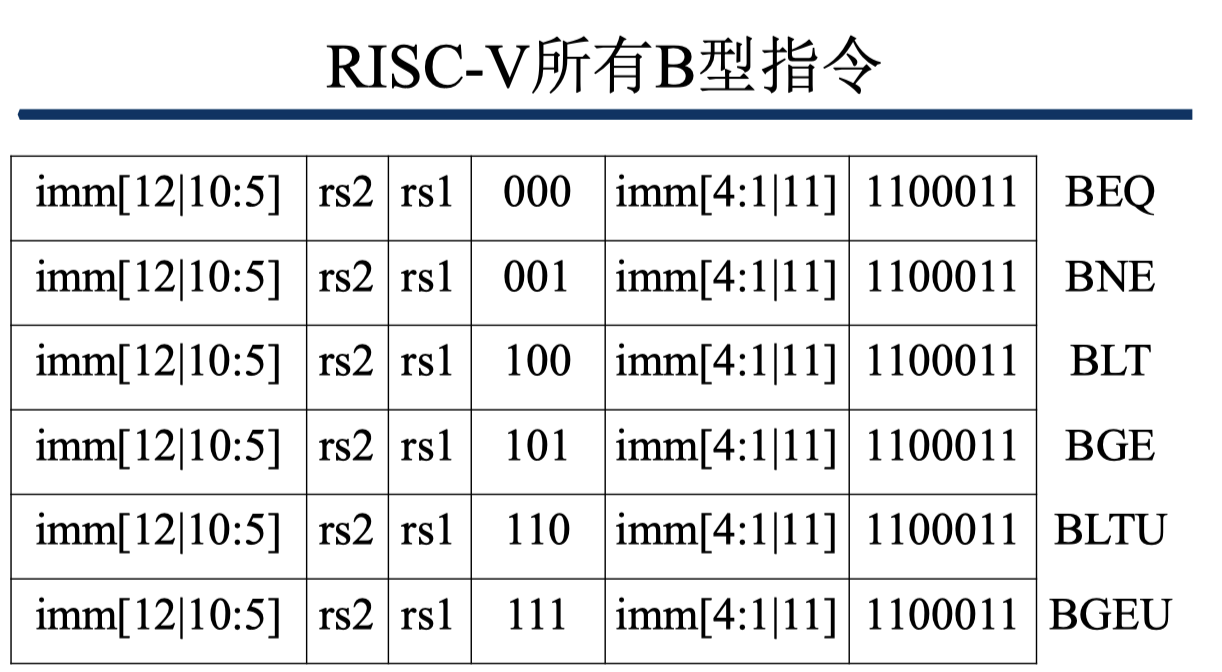 RISC-V所有B型指令
imm[12|10:5] rs2 rs1 000 imm[4:1|11] 1100011 BEQ
imm[12|10:5] rs2 rs1 001 imm[4:1|11] 1100011 BNE
imm[12|10:5] rs2 rs1 100 imm[4:1|11] 1100011 BLT
imm[12|10:5] rs2 rs1 101 imm[4:1|11] 1100011 BGE
imm[12|10:5] rs2 rs1 110 imm[4:1|11] 1100011 BLTU
imm[12|10:5] rs2 rs1 111 imm[4:1|11] 1100011 BGEU